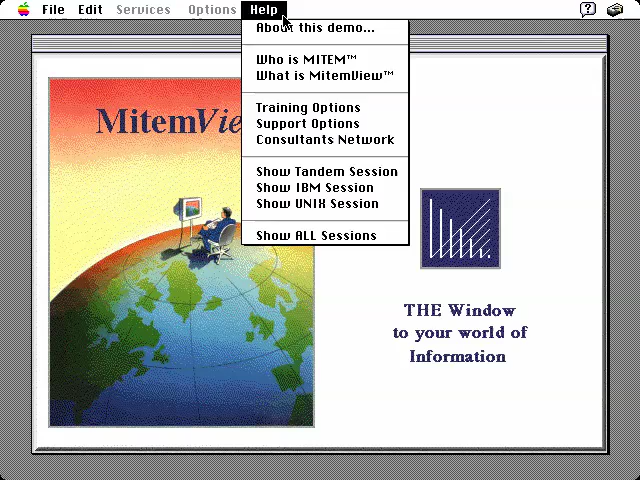 File Edit Services Options Help
About this demo...
Who is MITEM™
What is MitemView™
Training Options
Support Options
Consultants Network
Show Tandem Session
Show IBM Session
Show UNIX Session
Show ALL Sessions
MitemVie
THE Window
to your world of
Information